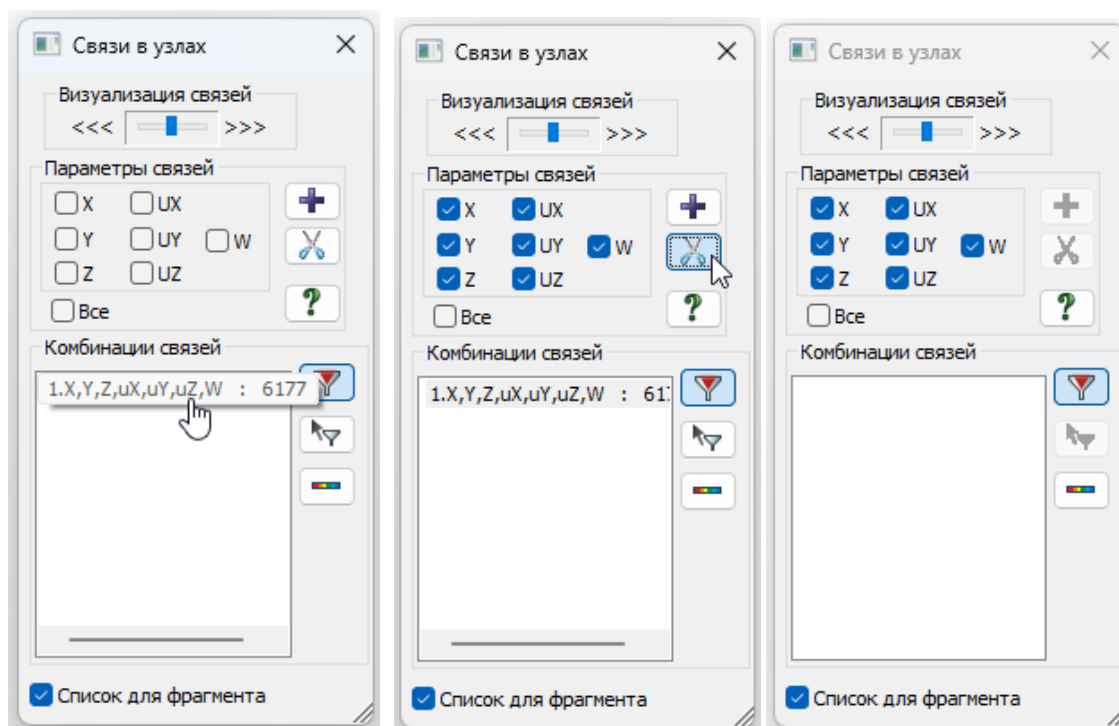 Связи в узлах
Визуализация связей
<<< >>>
Параметры связей
X UX
Y UY W
Z UZ
Все
Комбинации связей
1.X,Y,Z,uX,uY,uZ,W : 6177
Список для фрагмента
Связи в узлах
Визуализация связей
<<< >>>
Параметры связей
X UX
Y UY W
Z UZ
Все
Комбинации связей
1.X,Y,Z,uX,uY,uZ,W : 61
Список для фрагмента
Связи в узлах
Визуализация связей
<<< >>>
Параметры связей
X UX
Y UY W
Z UZ
Все
Комбинации связей
Список для фрагмента